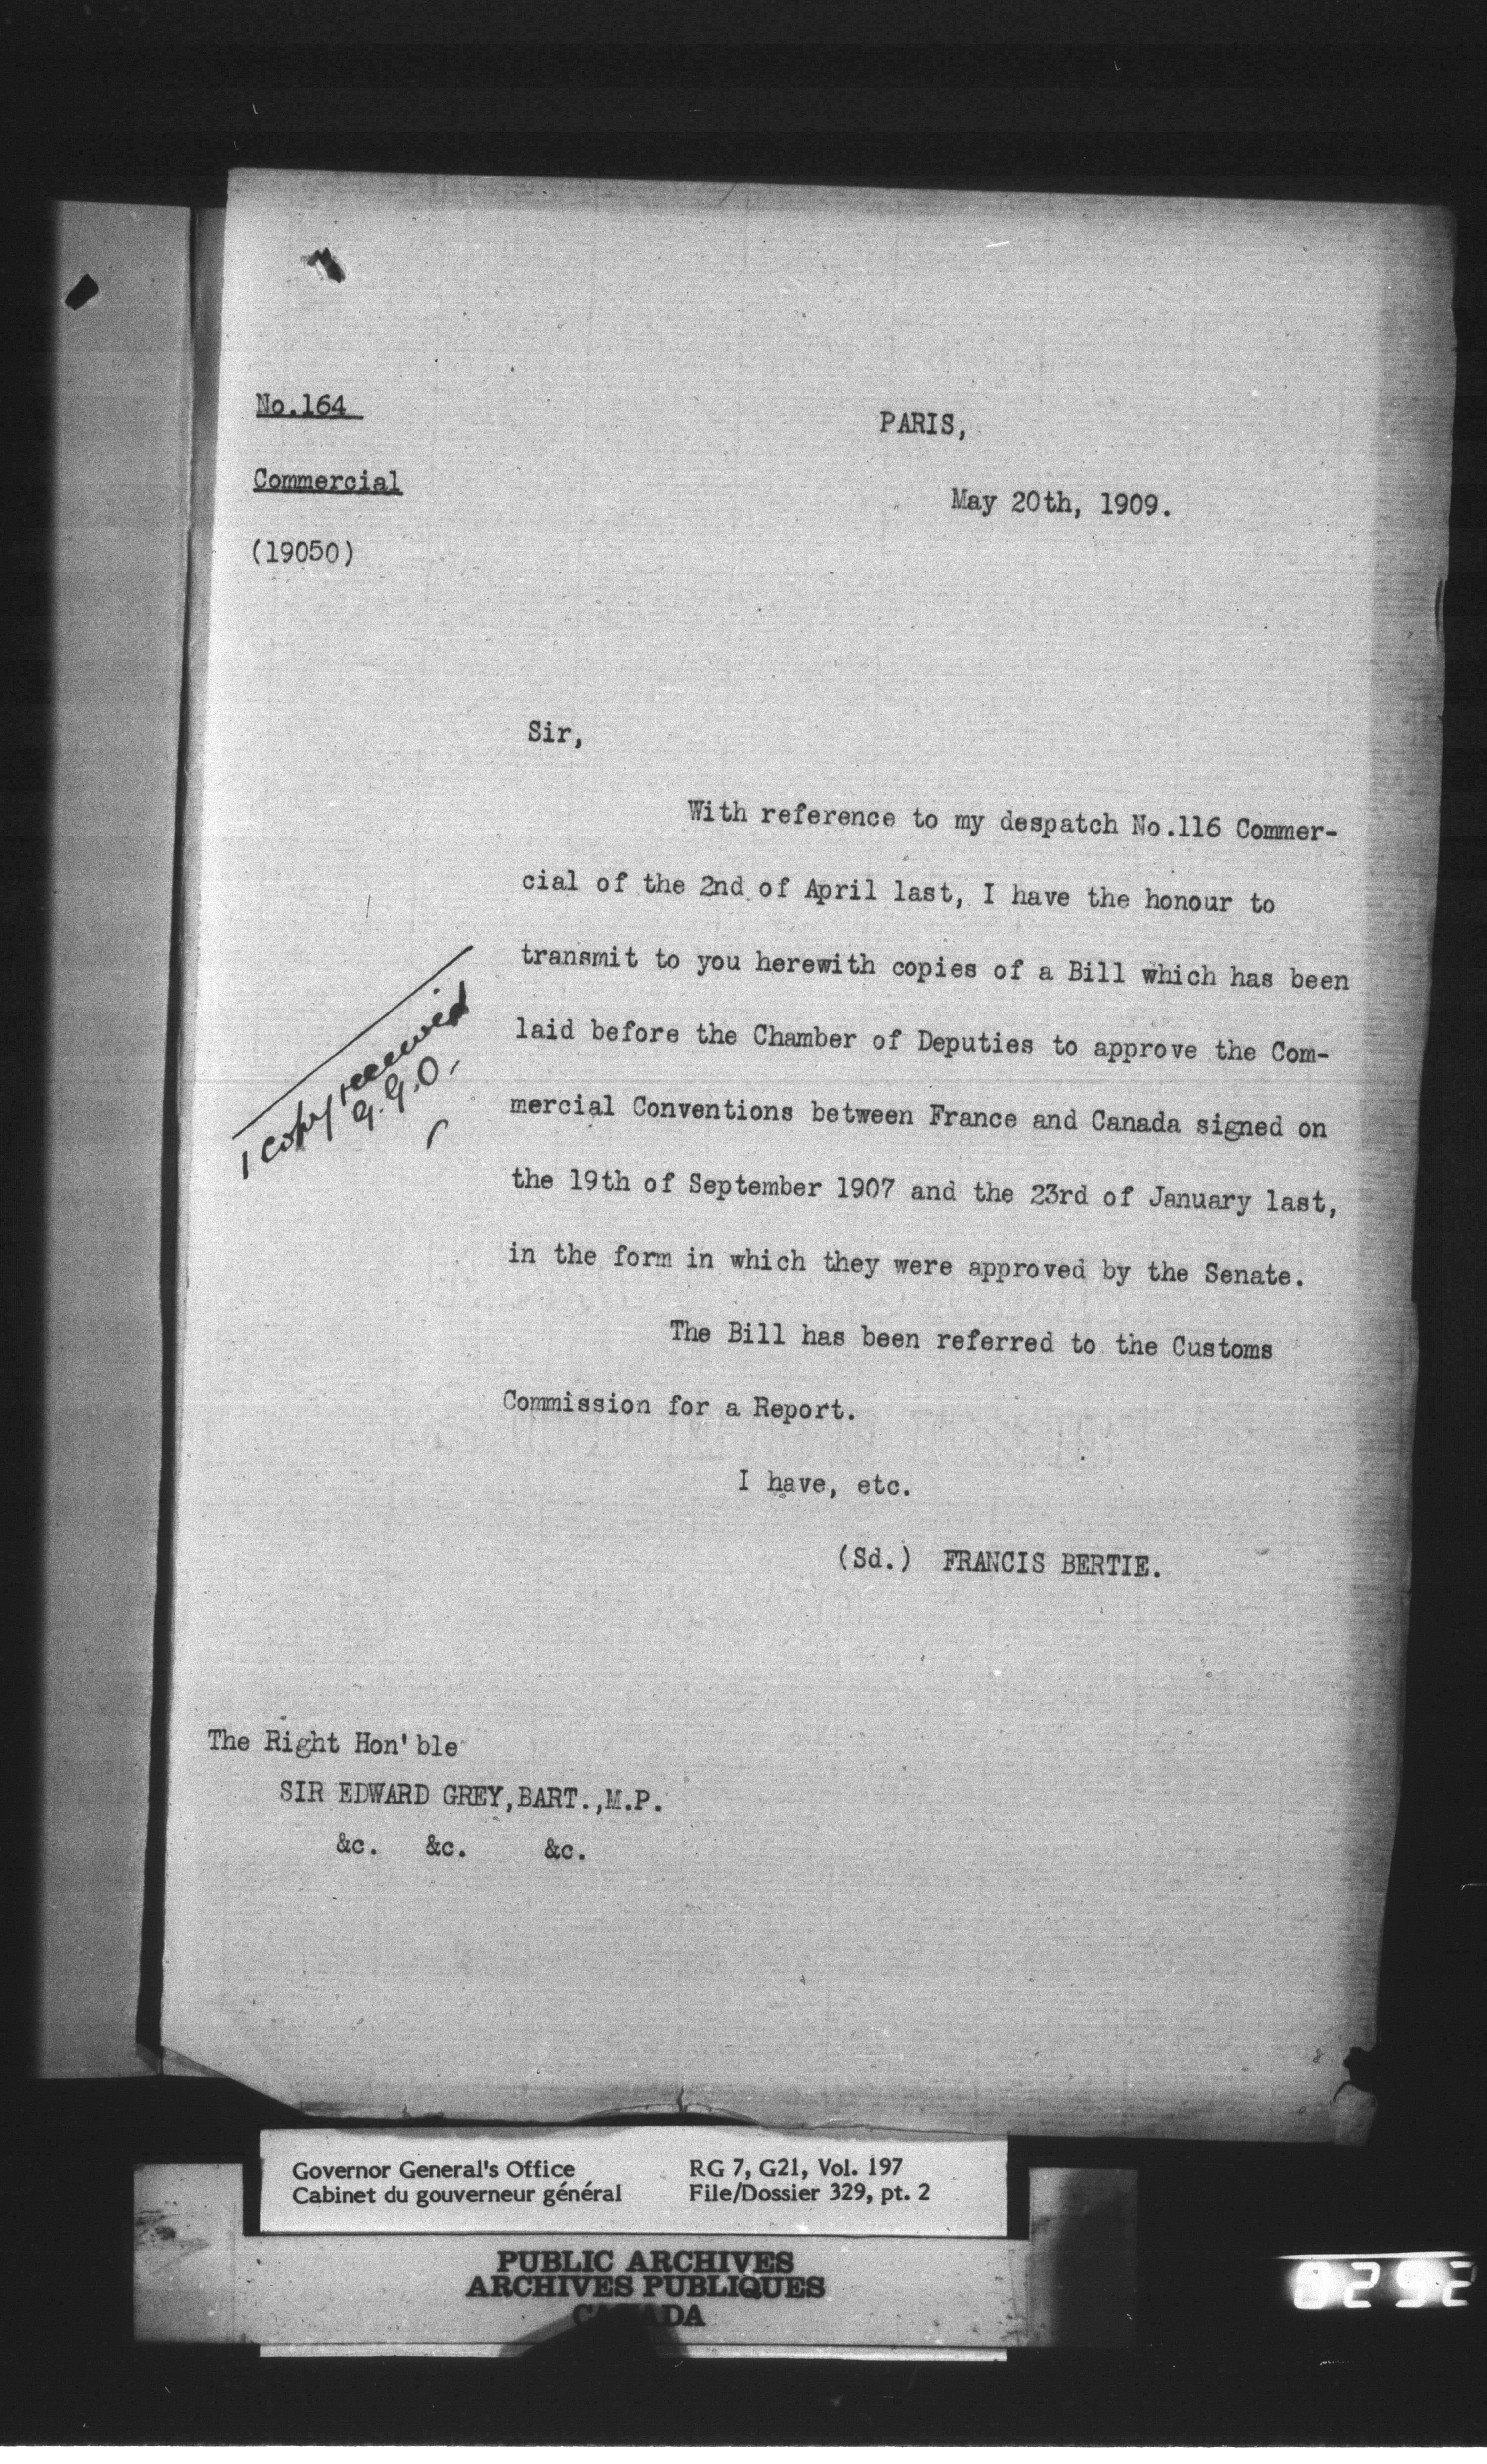 No.164
PARIS,
Commercial
May 20th, 1909.
(19050)
Sir,
With reference to my despatch No.116 Commer-
cial of the 2nd of April last, I have the honour to
transmit to you herewith copies of a Bill which has been
laid before the Chamber of Deputies to approve the Com-
mercial Conventions between France and Canada signed on
the 19th of September 1907 and the 23rd of January last,
in the form in which they were approved by the Senate.
1 copy received
G.G.O.
The Bill has been referred to the Customs
Commission for a Report.
I have, etc.
(Sd.) FRANCIS BERTIE.
The Right Hon'ble
SIR EDWARD GREY,BART.,M.P.
&c. &c. &c.
Governor General's Office
Cabinet du gouverneur général
RG 7, G21, Vol. 197
File/Dossier 329, pt. 2
PUBLIC ARCHIVES
ARCHIVES PUBLIQUES
CANADA
0292